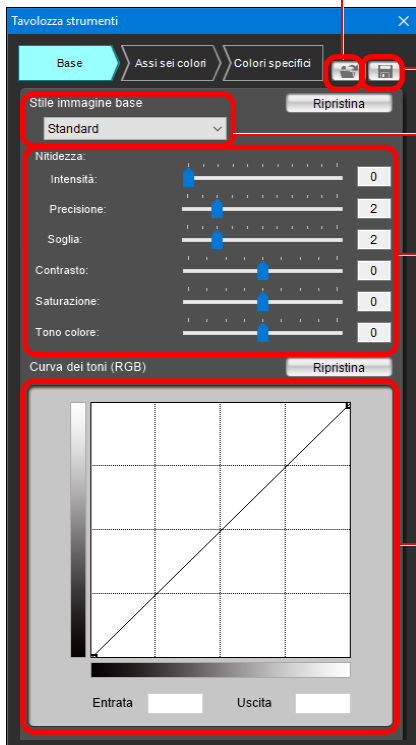 Tavolozza strumenti
Base Assi sei colori Colori specifici
Stile immagine base Ripristina
Standard
Nitidezza:
Intensità: 0
Precisione: 2
Soglia: 2
Contrasto: 0
Saturazione: 0
Tono colore: 0
Curva dei toni (RGB) Ripristina
Entrata Uscita